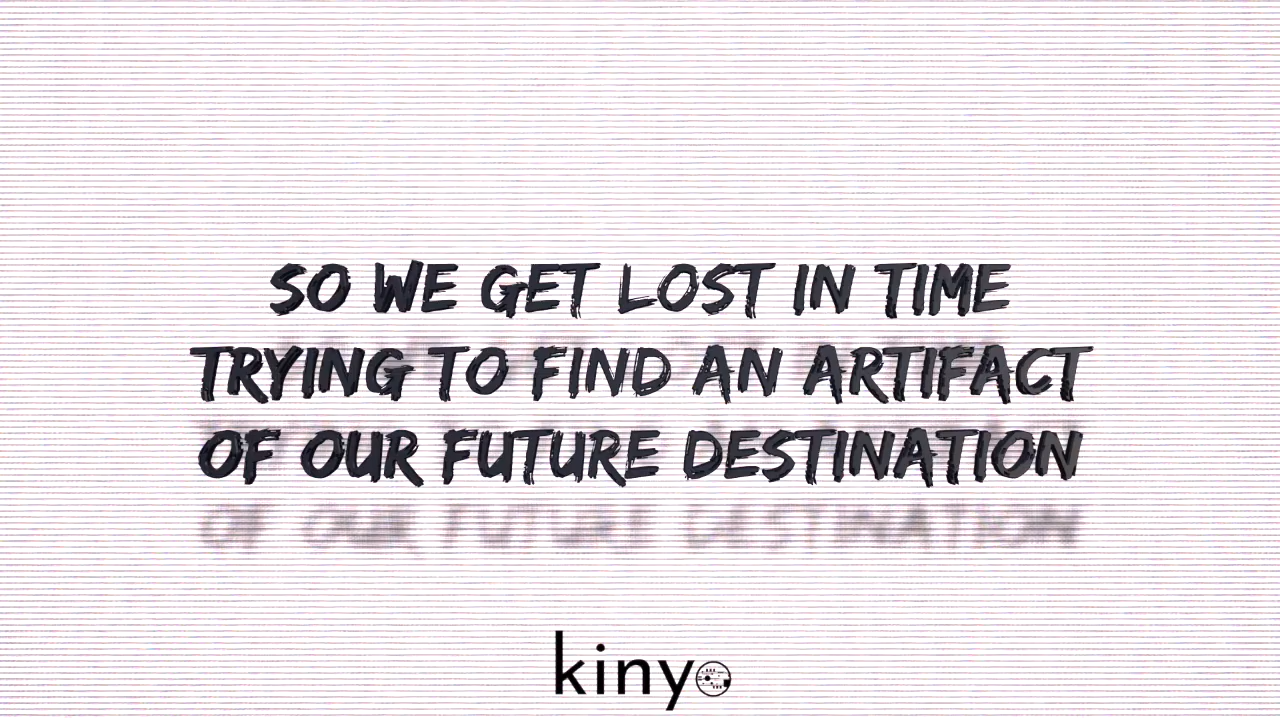 SO WE GET LOST IN TIME
TRYING TO FIND AN ARTIFACT
OF OUR FUTURE DESTINATION
kinyo